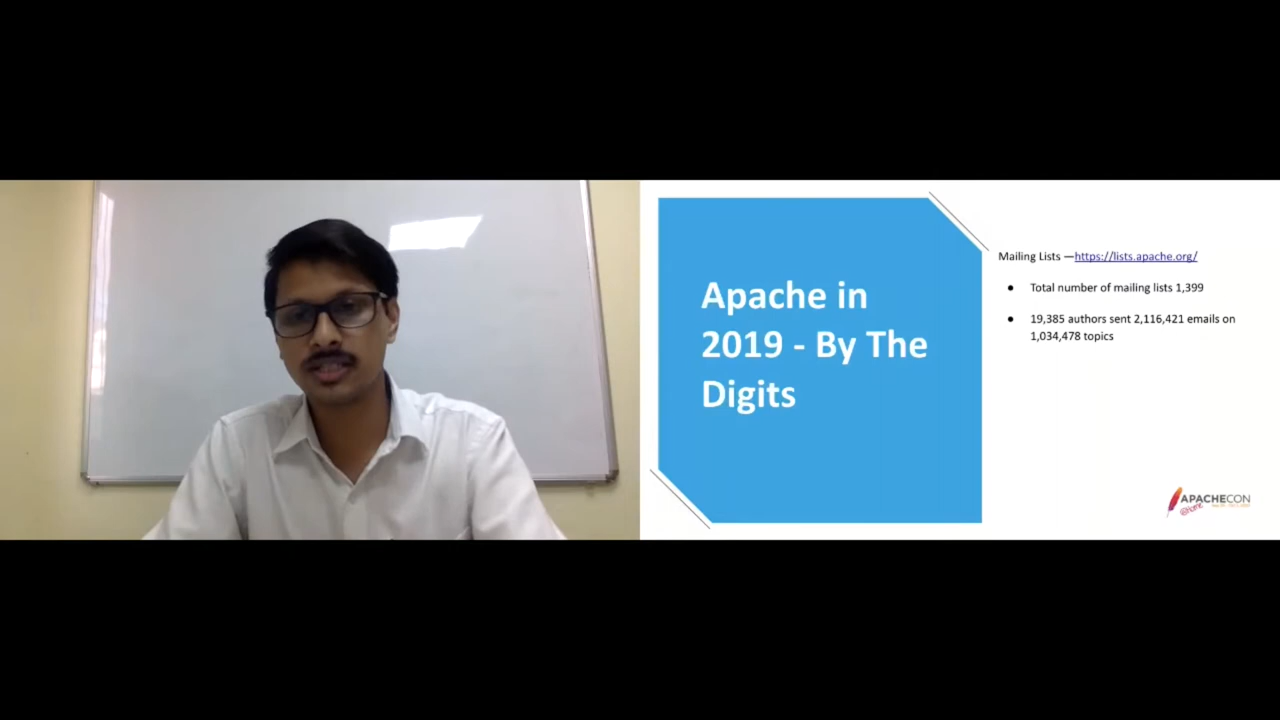 Apache in
2019 - By The
Digits
Mailing Lists —https://lists.apache.org/
● Total number of mailing lists 1,399
● 19,385 authors sent 2,116,421 emails on
1,034,478 topics
APACHECON
@home